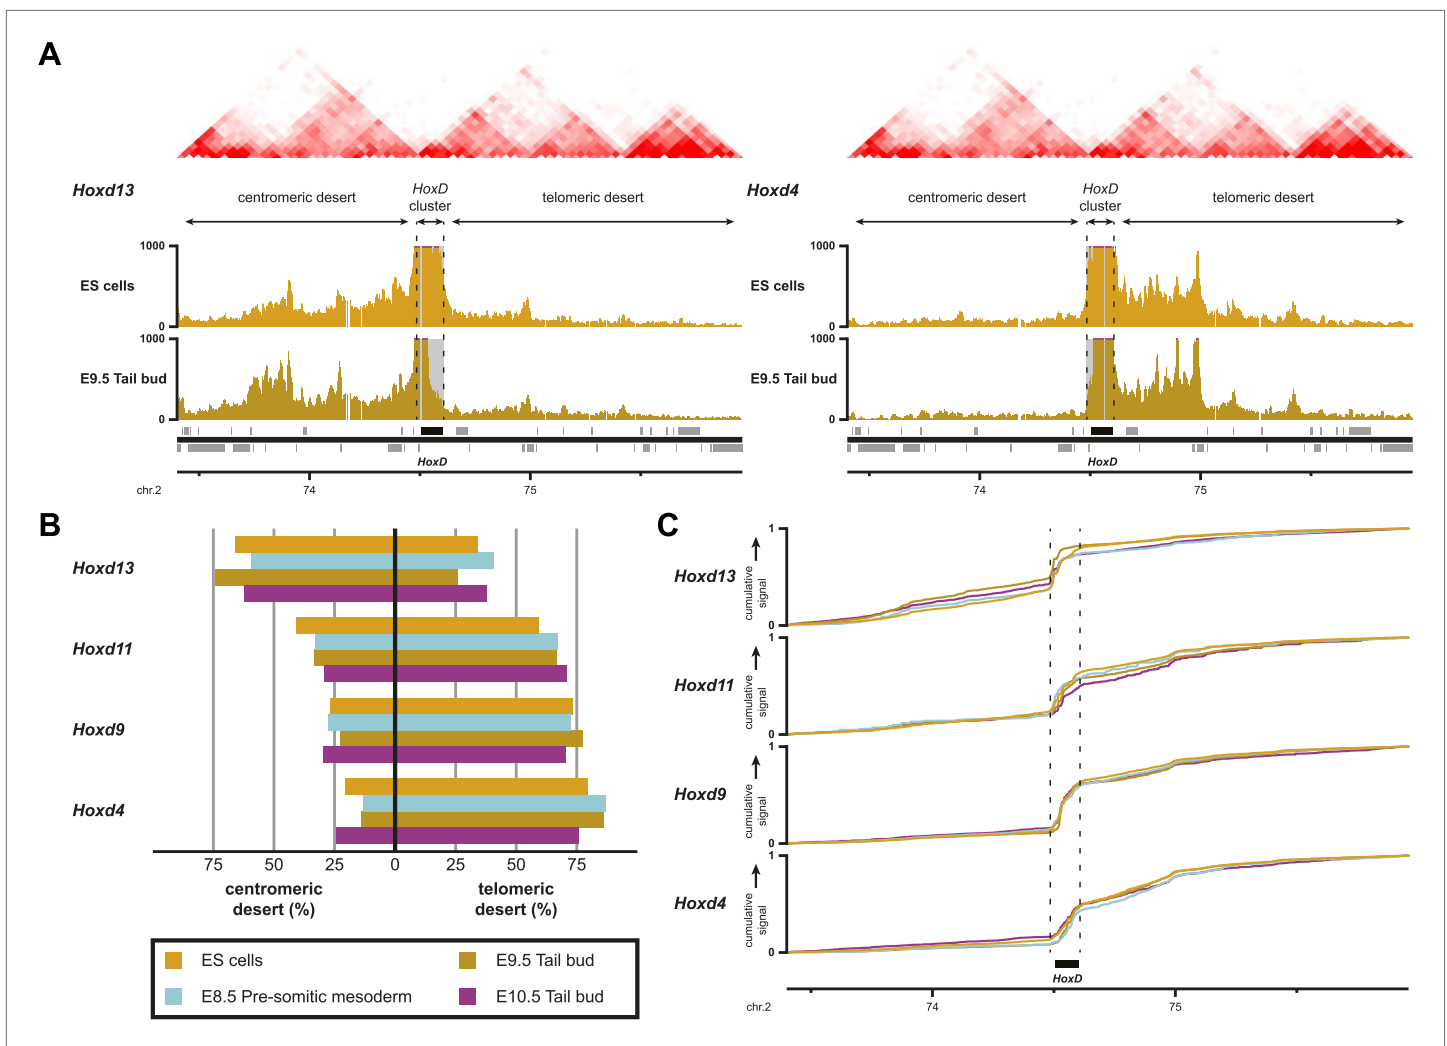 A
Hoxd13
centromeric desert
HoxD
cluster
telomeric desert
1000
ES cells
0
1000
E9.5 Tail bud
0
HoxD
chr.2
74
75
Hoxd4
centromeric desert
HoxD
cluster
telomeric desert
1000
ES cells
0
1000
E9.5 Tail bud
0
HoxD
74
75
B
Hoxd13
Hoxd11
Hoxd9
Hoxd4
75
50
25
0
25
50
75
centromeric
desert (%)
telomeric
desert (%)
ES cells
E9.5 Tail bud
E8.5 Pre-somitic mesoderm
E10.5 Tail bud
C
Hoxd13
cumulative
signal
1
0
Hoxd11
cumulative
signal
1
0
Hoxd9
cumulative
signal
1
0
Hoxd4
cumulative
signal
1
0
HoxD
chr.2
74
75